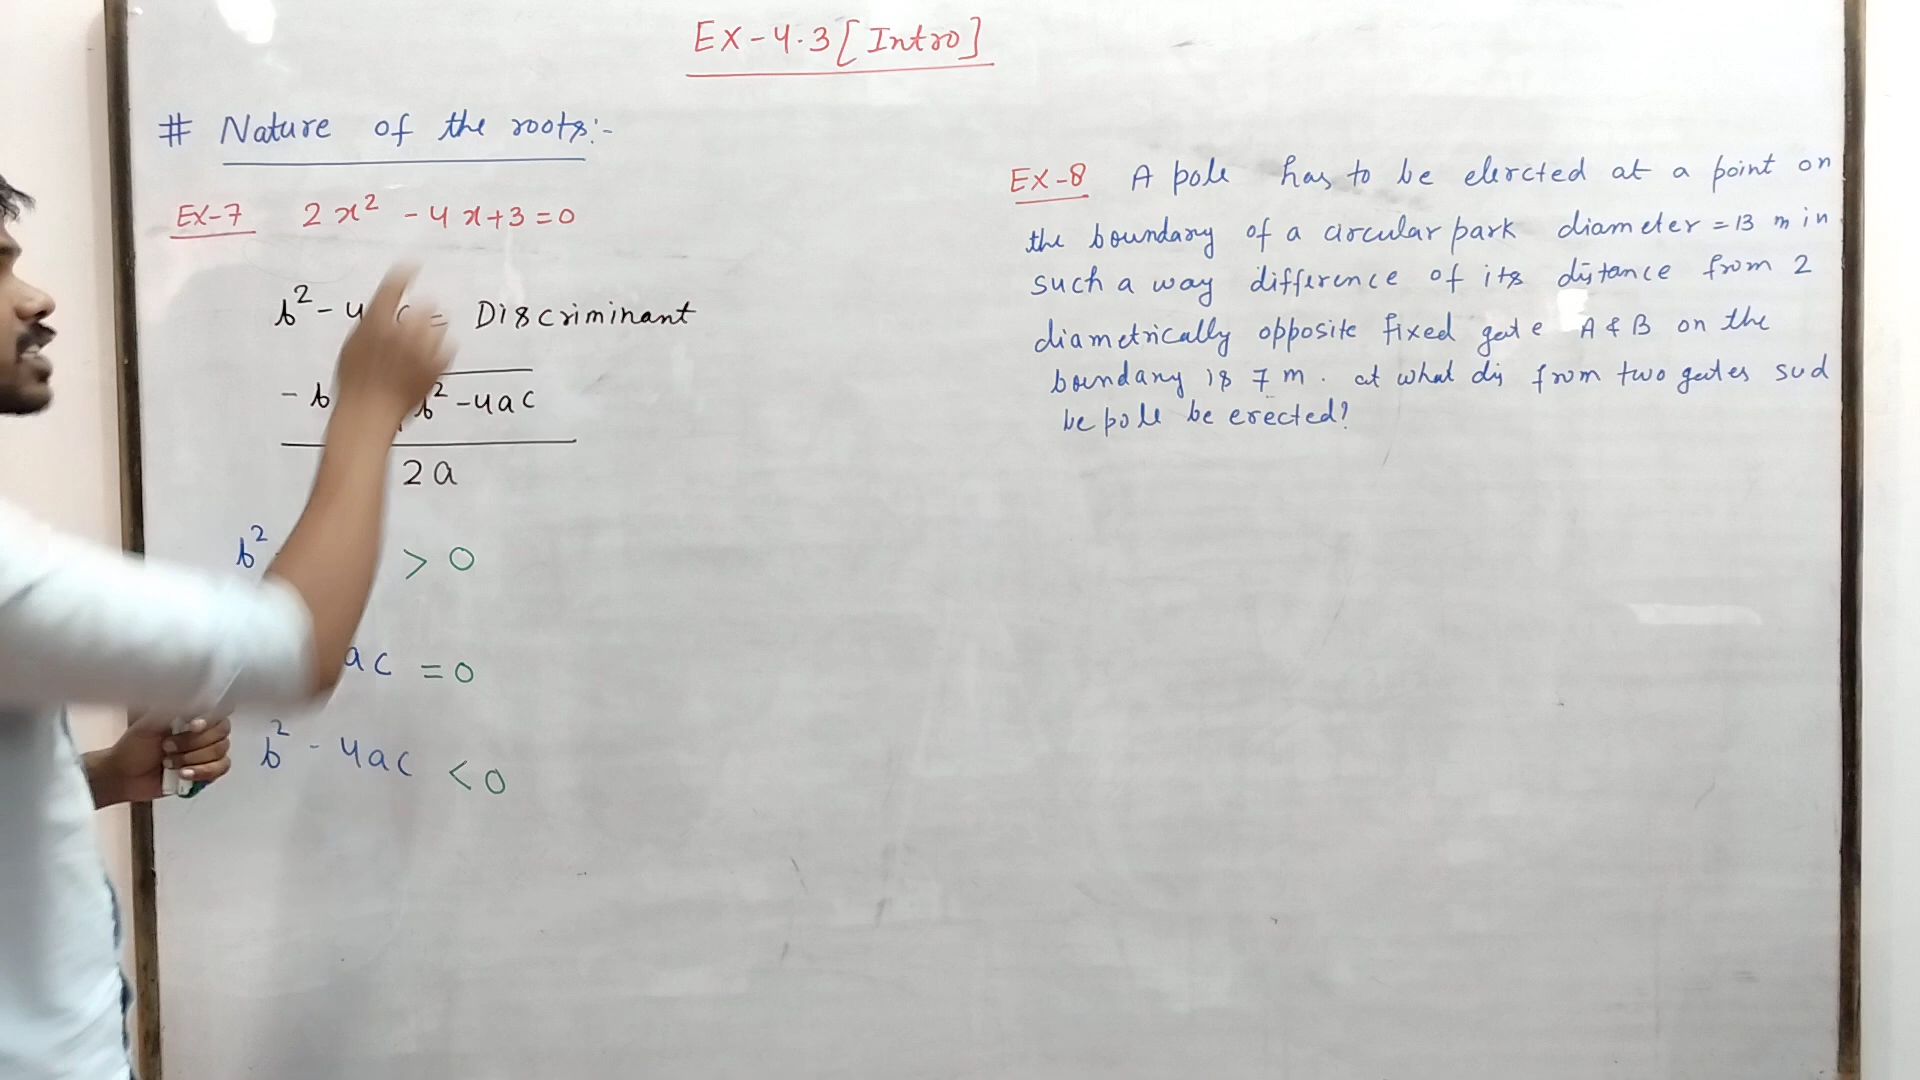 Ex-4.3 [Intro]
# Nature of the roots:-
Ex-7 2x² - 4x+3=0
b² - 4 c = Discriminant
- b b² - 4ac
2a
b² > 0
ac = 0
b² - 4ac < 0
Ex-8 A pole has to be elercted at a point on
the boundary of a circular park diameter = 13 m in
such a way difference of its distance from 2
diametrically opposite fixed gate A & B on the
boundary is 7 m. at what dis from two gates sud
be pole be erected?